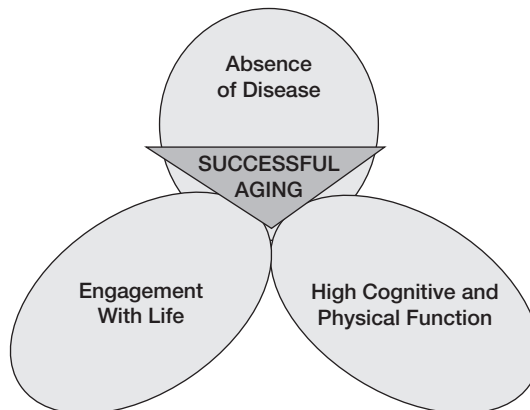 Absence
of Disease
SUCCESSFUL
AGING
Engagement
With Life
High Cognitive and
Physical Function